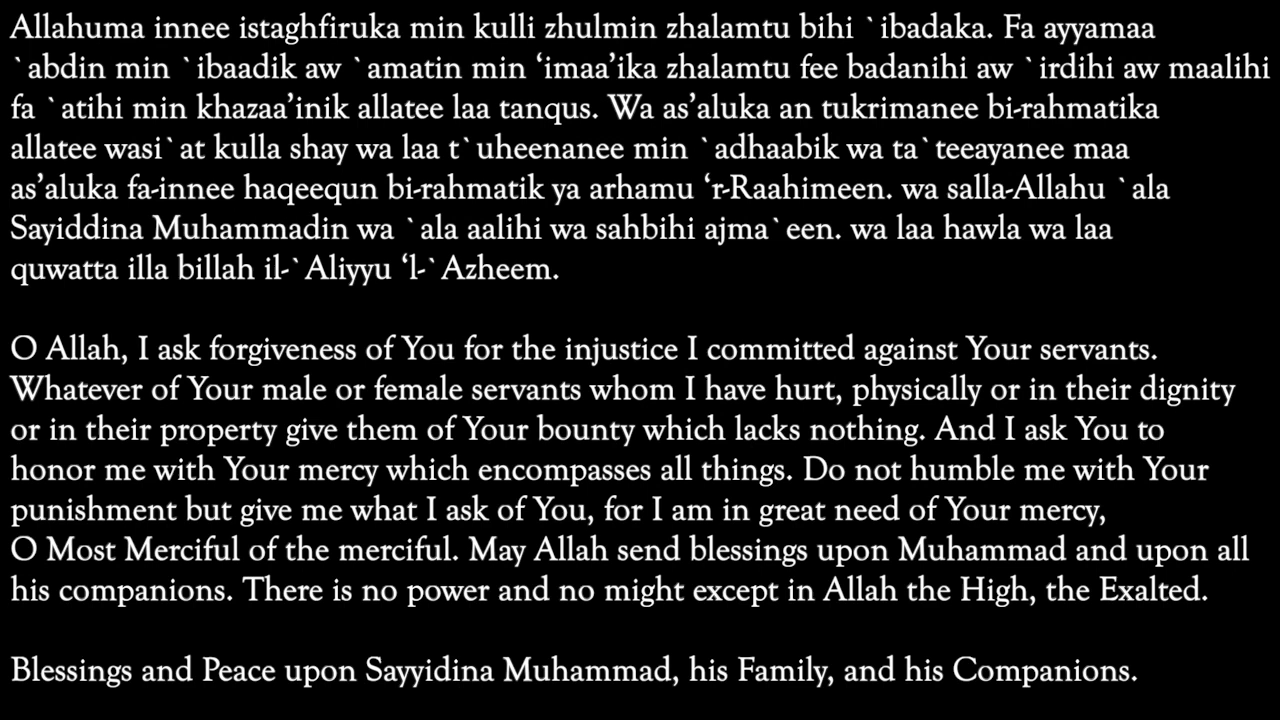 Allahuma innee istaghfiruka min kulli zhulmin zhalamtu bihi `ibadaka. Fa ayyamaa
`abdin min `ibaadik aw `amatin min ‘imaa’ika zhalamtu fee badanihi aw `irdihi aw maalihi
fa `atihi min khazaa’inik allatee laa tanqus. Wa as’aluka an tukrimanee bi-rahmatika
allatee wasi`at kulla shay wa laa t`uheenanee min `adhaabik wa ta`teeayanee maa
as’aluka fa-innee haqeequn bi-rahmatik ya arhamu ‘r-Raahimeen. wa salla-Allahu `ala
Sayiddina Muhammadin wa `ala aalihi wa sahbihi ajma`een. wa laa hawla wa laa
quwatta illa billah il-`Aliyyu ‘l-`Azheem.
O Allah, I ask forgiveness of You for the injustice I committed against Your servants.
Whatever of Your male or female servants whom I have hurt, physically or in their dignity
or in their property give them of Your bounty which lacks nothing. And I ask You to
honor me with Your mercy which encompasses all things. Do not humble me with Your
punishment but give me what I ask of You, for I am in great need of Your mercy,
O Most Merciful of the merciful. May Allah send blessings upon Muhammad and upon all
his companions. There is no power and no might except in Allah the High, the Exalted.
Blessings and Peace upon Sayyidina Muhammad, his Family, and his Companions.